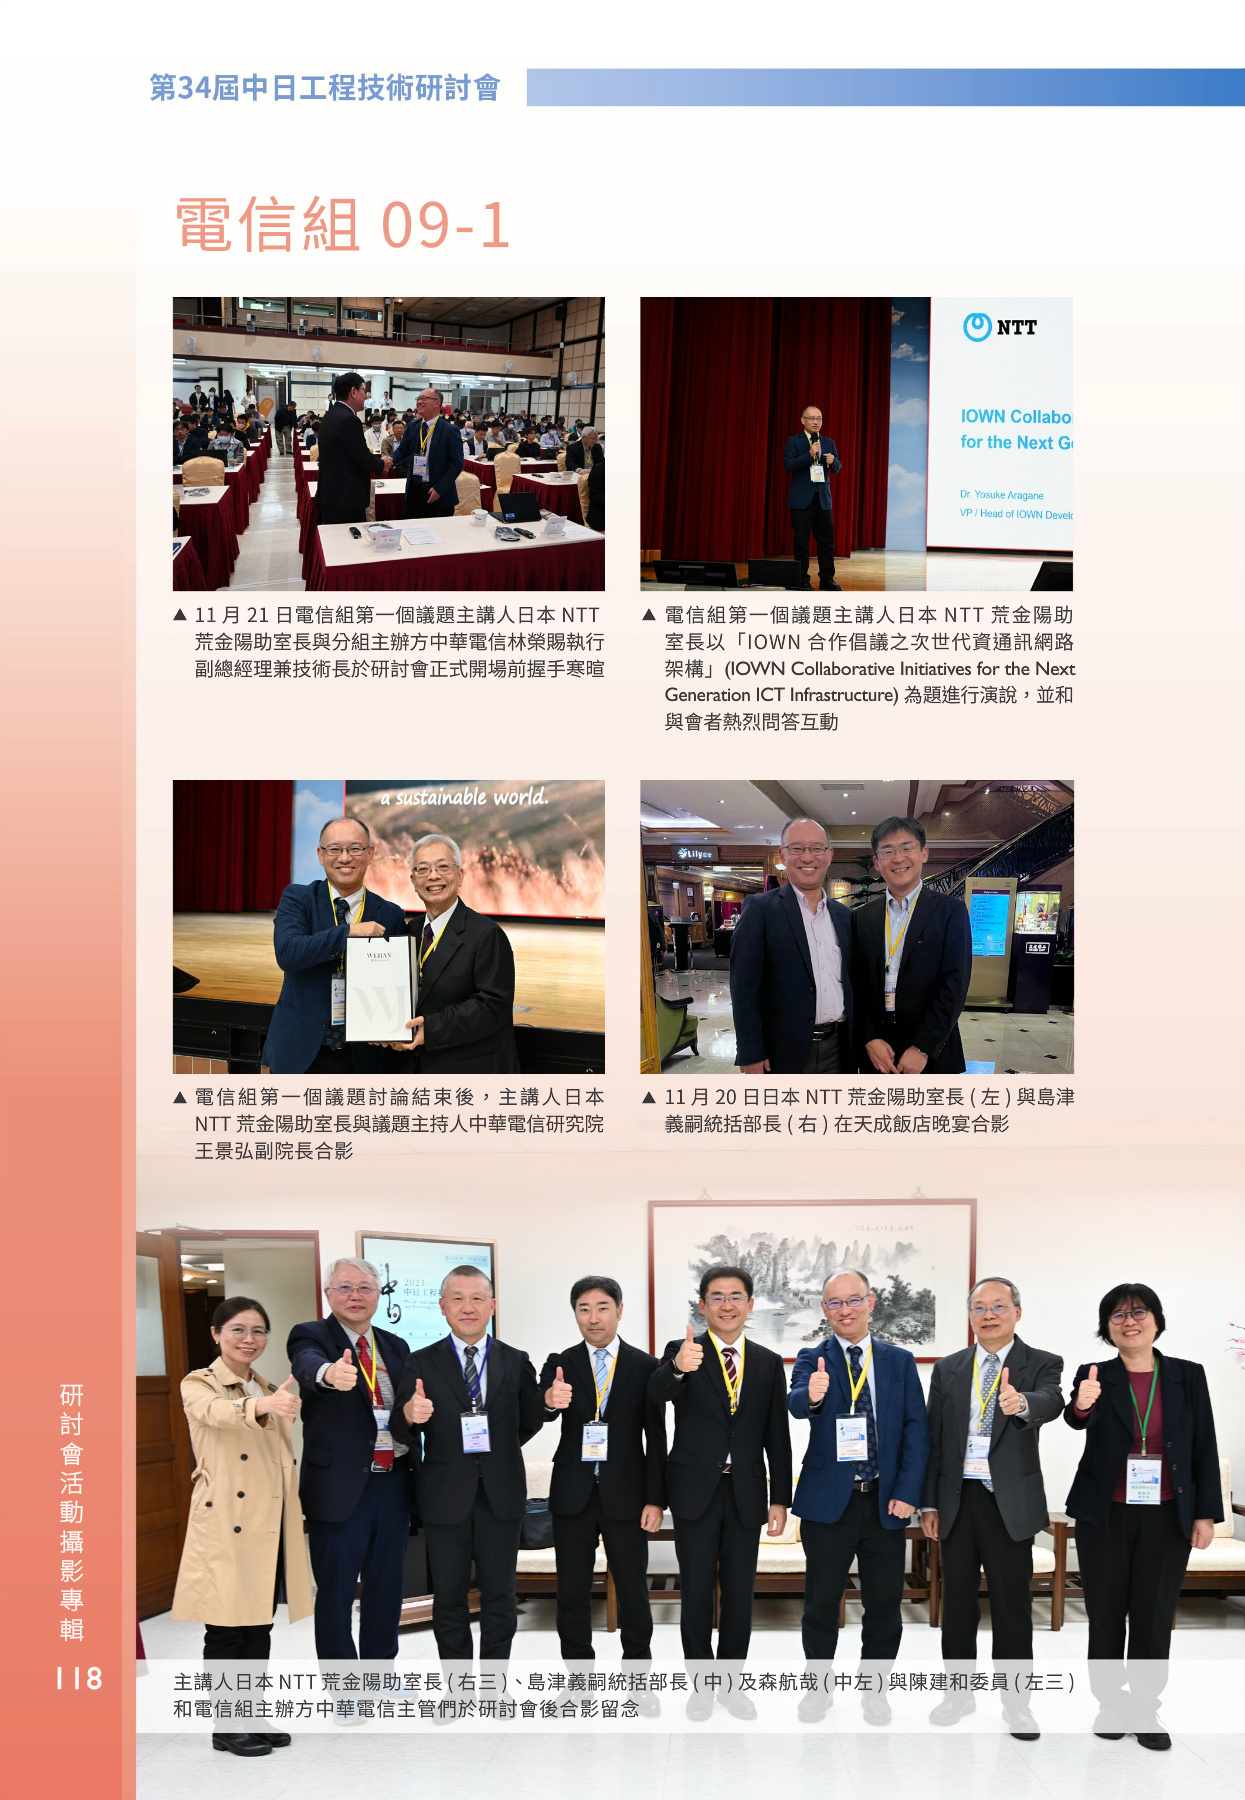 第34屆中日工程技術研討會
電信組 09-1
NTT
IOWN Collabo
for the Next Ge
Dr. Yosuke Aragane
VP / Head of IOWN Develo
▲ 11 月 21 日電信組第一個議題主講人日本 NTT
荒金陽助室長與分組主辦方中華電信林榮賜執行
副總經理兼技術長於研討會正式開場前握手寒暄
▲ 電信組第一個議題主講人日本 NTT 荒金陽助
室長以「IOWN 合作倡議之次世代資通訊網路
架構」(IOWN Collaborative Initiatives for the Next
Generation ICT Infrastructure) 為題進行演說，並和
與會者熱烈問答互動
a sustainable world.
WEIJIAN
WJ
Lilyco
▲ 電信組第一個議題討論結束後，主講人日本
NTT 荒金陽助室長與議題主持人中華電信研究院
王景弘副院長合影
▲ 11 月 20 日日本 NTT 荒金陽助室長 ( 左 ) 與島津
義嗣統括部長 ( 右 ) 在天成飯店晚宴合影
2023
中日工程技
中日
主講人日本 NTT 荒金陽助室長 ( 右三 )、島津義嗣統括部長 ( 中 ) 及森航哉 ( 中左 ) 與陳建和委員 ( 左三 )
和電信組主辦方中華電信主管們於研討會後合影留念
研討會活動攝影專輯
118